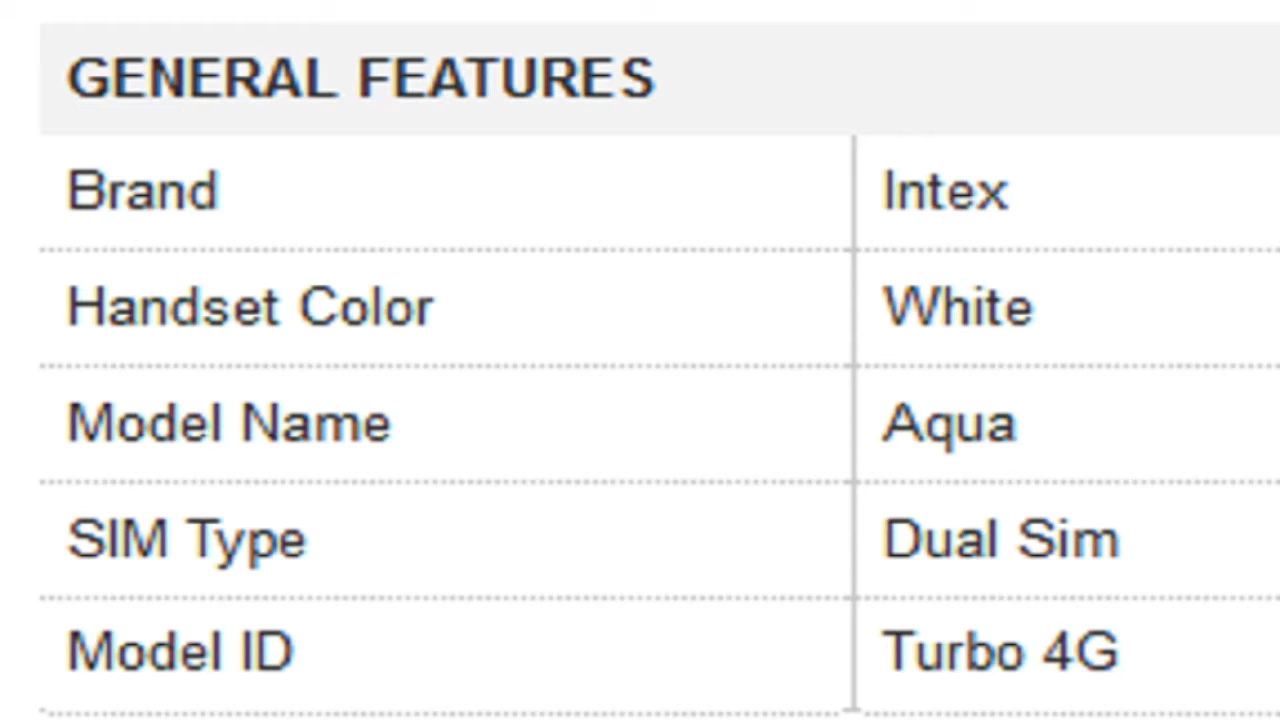 GENERAL FEATURES
Brand Intex
Handset Color White
Model Name Aqua
SIM Type Dual Sim
Model ID Turbo 4G